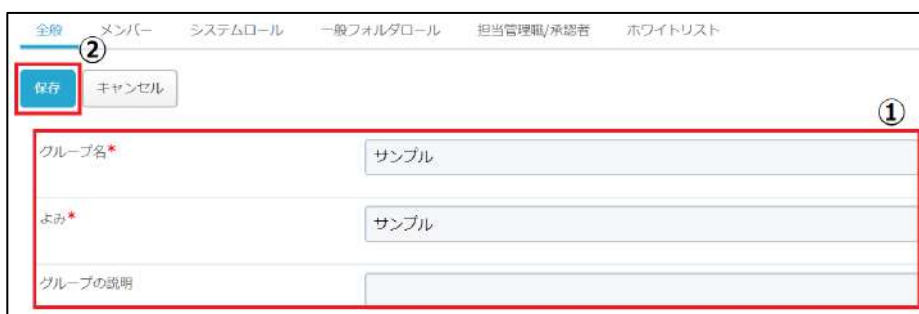 全般 メンバー システムロール 一般フォルダロール 担当管理職/承認者 ホワイトリスト
②
保存 キャンセル
①
グループ名* サンプル
よみ* サンプル
グループの説明